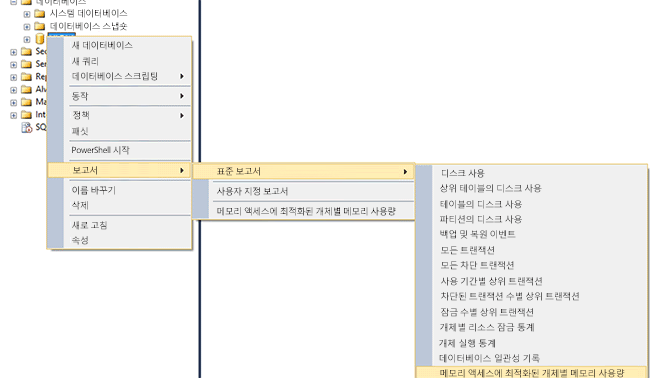 데이터베이스
시스템 데이터베이스
데이터베이스 스냅숏
새 데이터베이스
새 쿼리
데이터베이스 스크립팅
동작
정책
패싯
PowerShell 시작
보고서
이름 바꾸기
삭제
새로 고침
속성
Sec
Ser
Rep
Alw
Ma
Int
SQ
표준 보고서
사용자 지정 보고서
메모리 액세스에 최적화된 개체별 메모리 사용량
디스크 사용
상위 테이블의 디스크 사용
테이블의 디스크 사용
파티션의 디스크 사용
백업 및 복원 이벤트
모든 트랜잭션
모든 차단 트랜잭션
사용 기간별 상위 트랜잭션
차단된 트랜잭션 수별 상위 트랜잭션
잠금 수별 상위 트랜잭션
개체별 리소스 잠금 통계
개체 실행 통계
데이터베이스 일관성 기록
메모리 액세스에 최적화된 개체별 메모리 사용량